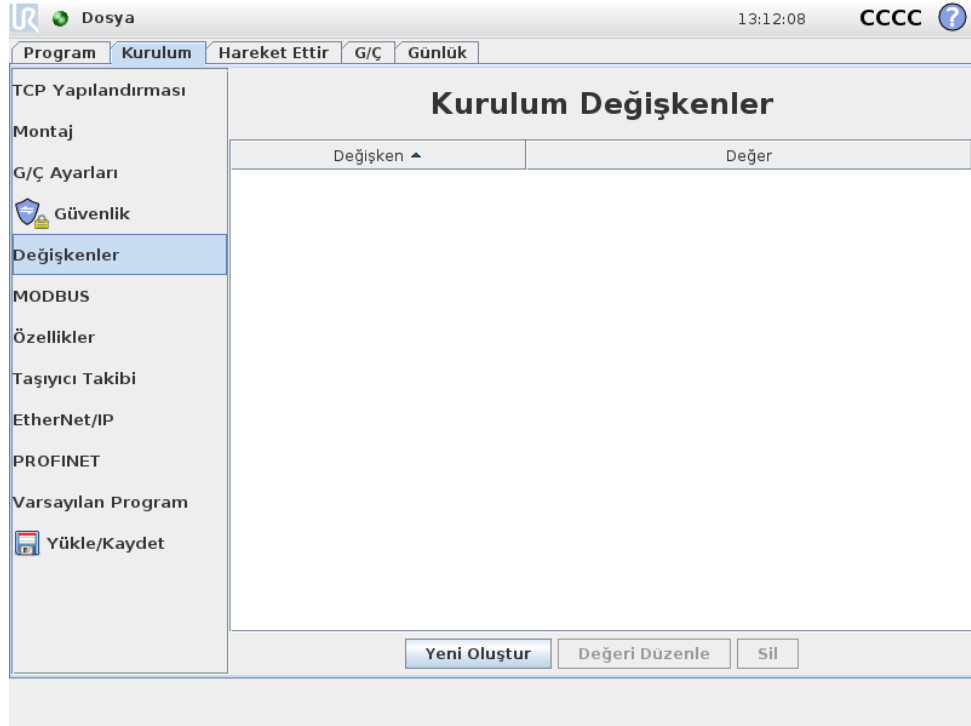 UR Dosya 13:12:08 CCCC ?
Program Kurulum Hareket Ettir G/Ç Günlük
TCP Yapılandırması
Montaj
G/Ç Ayarları
Güvenlik
Değişkenler
MODBUS
Özellikler
Taşıyıcı Takibi
EtherNet/IP
PROFINET
Varsayılan Program
Yükle/Kaydet
Kurulum Değişkenler
Değişken Değer
Yeni Oluştur Değeri Düzenle Sil